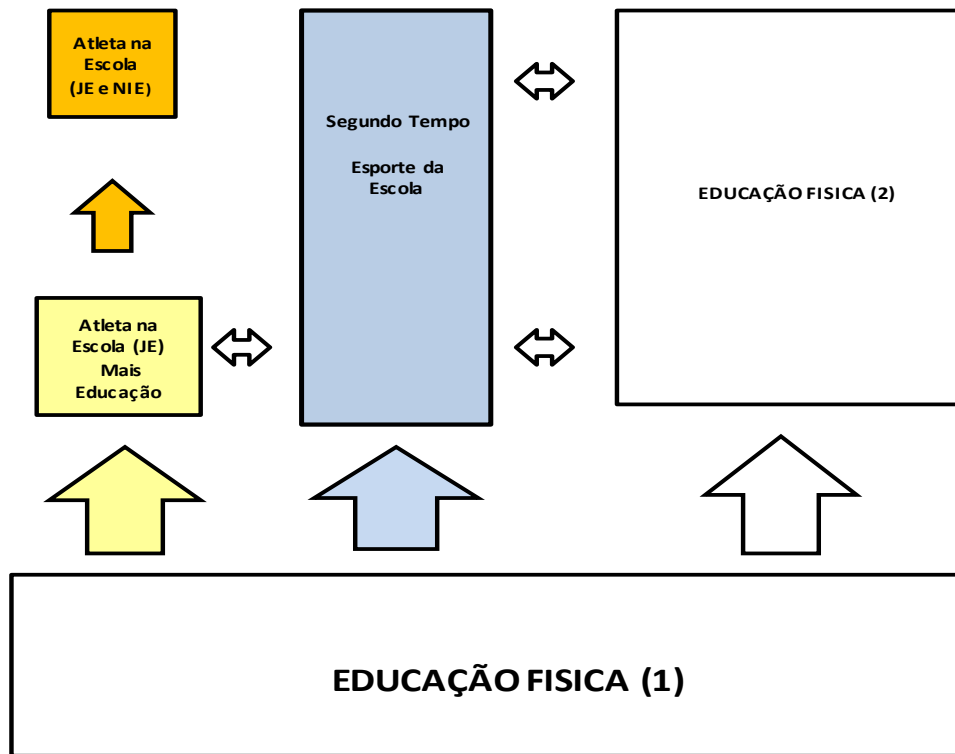 Atleta na
Escola
(JE e NIE)
Segundo Tempo
Esporte da
Escola
EDUCAÇÃO FISICA (2)
Atleta na
Escola (JE)
Mais
Educação
EDUCAÇÃO FISICA (1)